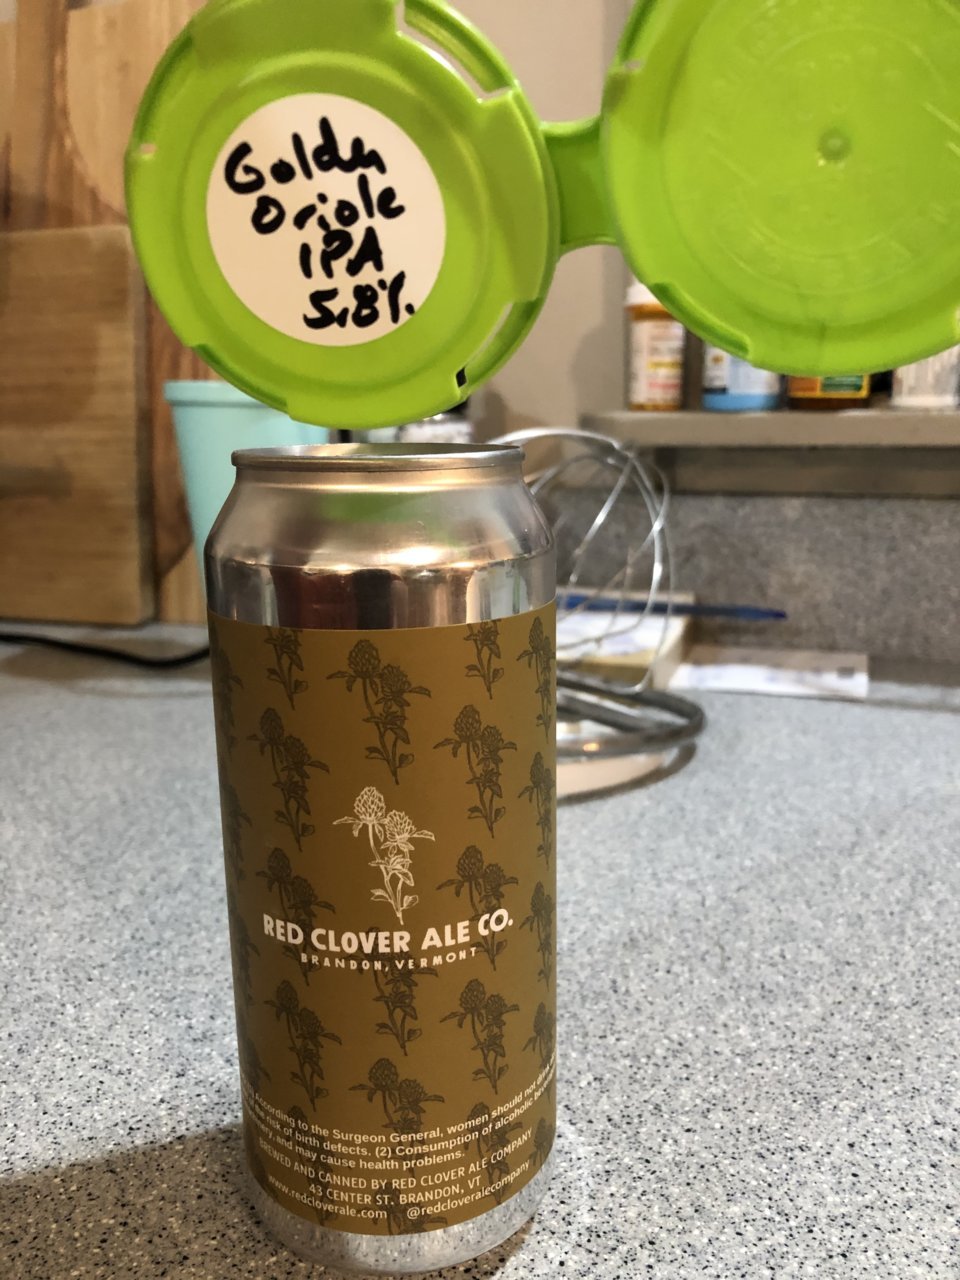 Golden
Oriole
IPA
5.8%
RED CLOVER ALE CO.
BRANDON, VERMONT
According to the Surgeon General, women should not drink
the risk of birth defects. (2) Consumption of alcoholic
and may cause health problems.
BREWED AND CANNED BY RED CLOVER ALE COMPANY
43 CENTER ST. BRANDON, VT
www.redcloverale.com @redcloveralecompany